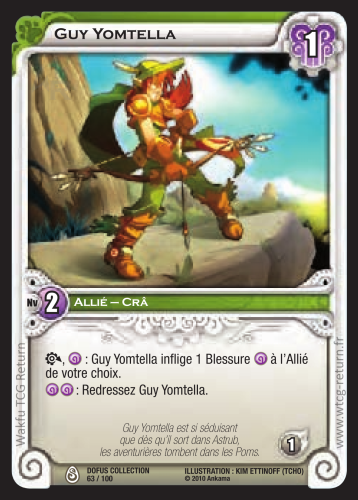 GUY YOMTELLA
1
Nv 2 ALLIÉ – CRÂ
, : Guy Yomtella inflige 1 Blessure à l'Allié
de votre choix.
: Redressez Guy Yomtella.
Guy Yomtella est si séduisant
que dès qu'il sort dans Astrub,
les aventurières tombent dans les Poms.
1
DOFUS COLLECTION
63 / 100
ILLUSTRATION : KIM ETTINOFF (TCHO)
© 2010 Ankama
Wakfu TCG Return
www.wtcg-return.fr